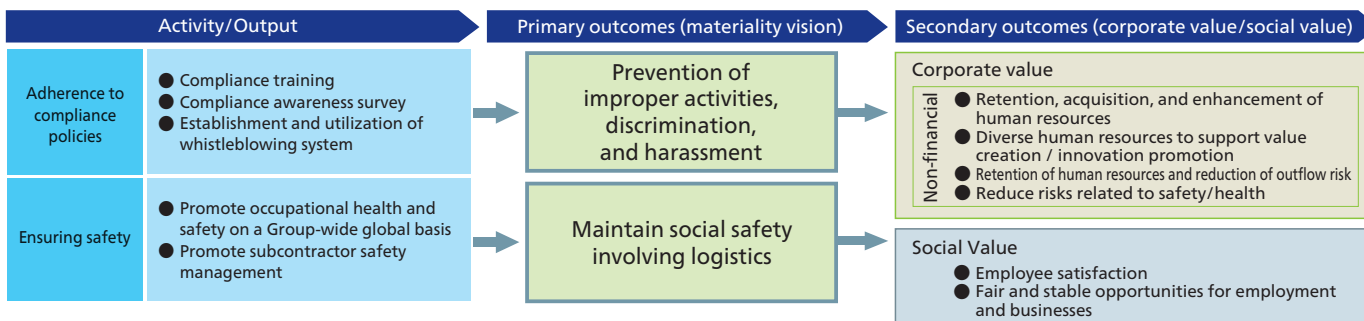 Activity/Output
Primary outcomes (materiality vision)
Secondary outcomes (corporate value/social value)
Adherence to
compliance
policies
● Compliance training
● Compliance awareness survey
● Establishment and utilization of
whistleblowing system
Prevention of
improper activities,
discrimination,
and harassment
Corporate value
Non-financial
● Retention, acquisition, and enhancement of
human resources
● Diverse human resources to support value
creation / innovation promotion
● Retention of human resources and reduction of outflow risk
● Reduce risks related to safety/health
Ensuring safety
● Promote occupational health and
safety on a Group-wide global basis
● Promote subcontractor safety
management
Maintain social safety
involving logistics
Social Value
● Employee satisfaction
● Fair and stable opportunities for employment
and businesses